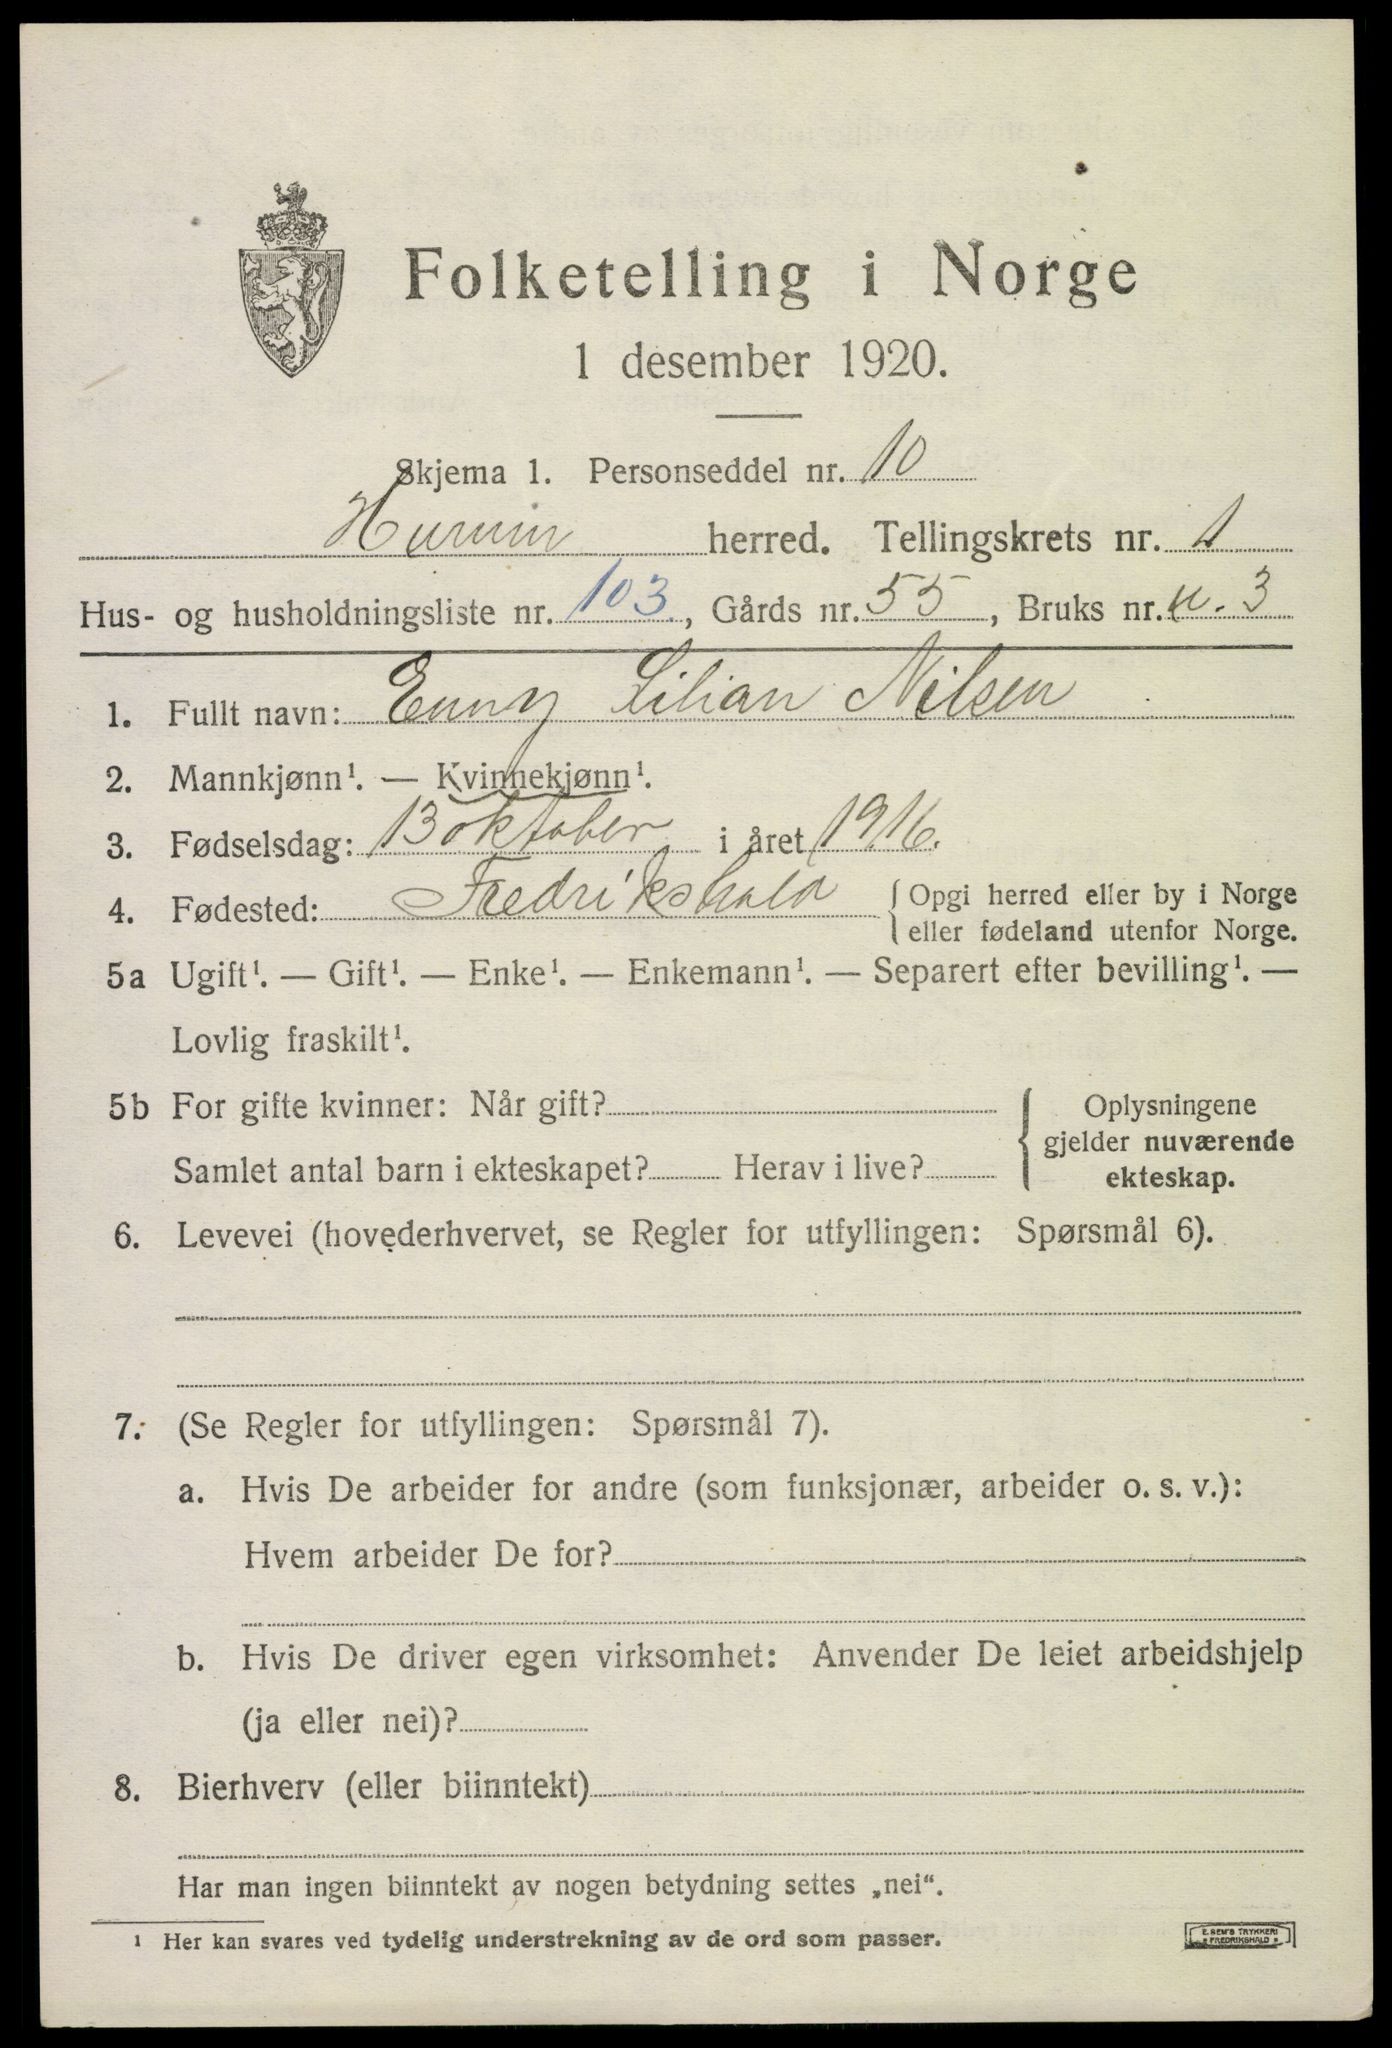 Folketelling i Norge
1 desember 1920.
Skjema 1. Personseddel nr. 10
herred. Tellingskrets nr. 1
Hus- og husholdningsliste nr. 103, Gårds nr. 55, Bruks nr. u. 3
1. Fullt navn: Enny Lilian Nilsen
2. Mannkjønn¹. — Kvinnekjønn¹.
3. Fødselsdag: 13 oktober i året 1916.
4. Fødested: Fredrikshald { Opgi herred eller by i Norge
eller fødeland utenfor Norge.
5a Ugift¹. — Gift¹. — Enke¹. — Enkemann¹. — Separert efter bevilling¹. —
Lovlig fraskilt¹.
5b For gifte kvinner: Når gift?
Samlet antal barn i ekteskapet? Herav i live?
{ Oplysningene
gjelder nuværende
ekteskap.
6. Levevei (hovederhvervet, se Regler for utfyllingen: Spørsmål 6).
7. (Se Regler for utfyllingen: Spørsmål 7).
a. Hvis De arbeider for andre (som funksjonær, arbeider o. s. v.):
Hvem arbeider De for?
b. Hvis De driver egen virksomhet: Anvender De leiet arbeidshjelp
(ja eller nei)?
8. Bierhverv (eller biinntekt)
Har man ingen biinntekt av nogen betydning settes „nei“.
¹ Her kan svares ved tydelig understrekning av de ord som passer.
E. SEM'S TRYKKERI
FREDRIKSHALD